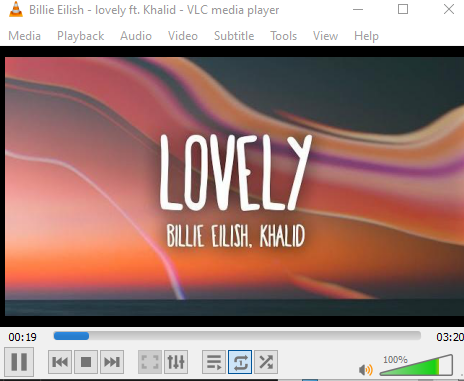 Billie Eilish - lovely ft. Khalid - VLC media player
Media Playback Audio Video Subtitle Tools View Help
LOVELY
BILLIE EILISH, KHALID
00:19 03:20
100%